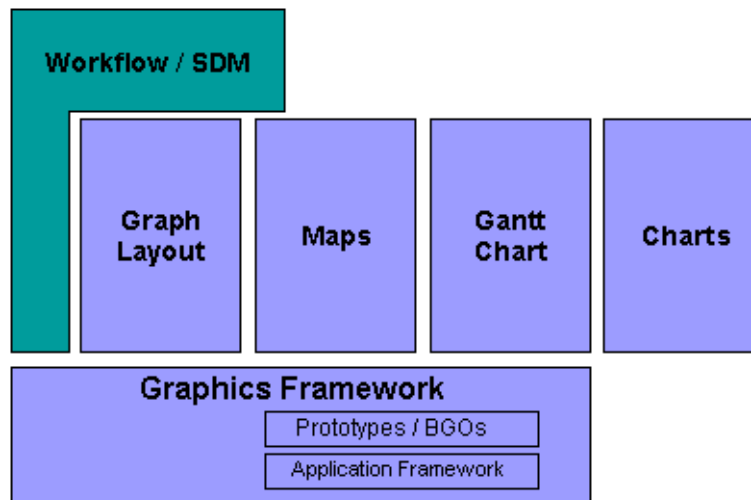 Workflow / SDM
Graph
Layout
Maps
Gantt
Chart
Charts
Graphics Framework
Prototypes / BGOs
Application Framework